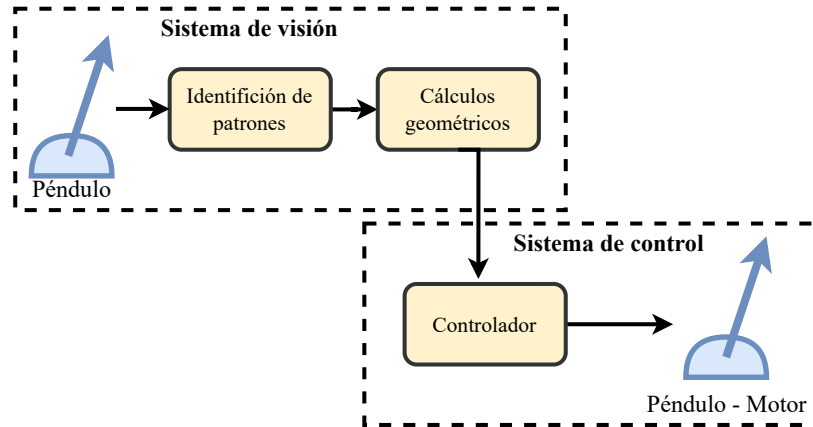 Sistema de visión
Identifición de
patrones
Cálculos
geométricos
Péndulo
Sistema de control
Controlador
Péndulo - Motor